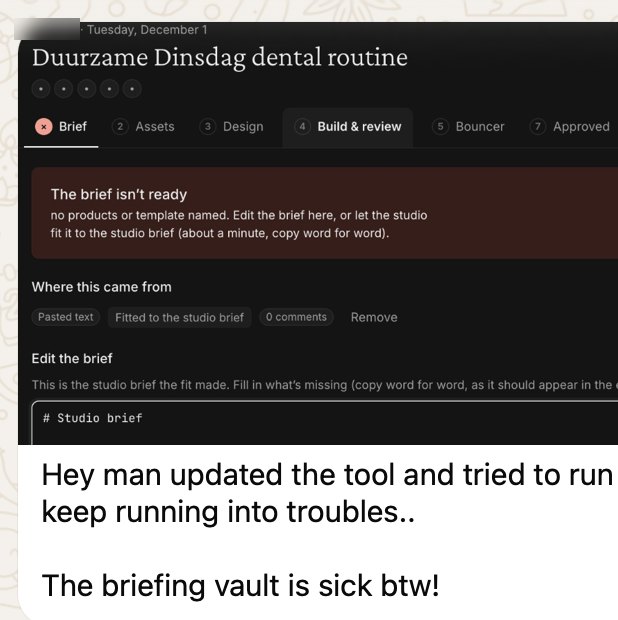 · Tuesday, December 1
Duurzame Dinsdag dental routine
× Brief 2 Assets 3 Design 4 Build & review 5 Bouncer 7 Approved
The brief isn't ready
no products or template named. Edit the brief here, or let the studio
fit it to the studio brief (about a minute, copy word for word).
Where this came from
Pasted text Fitted to the studio brief 0 comments Remove
Edit the brief
This is the studio brief the fit made. Fill in what's missing (copy word for word, as it should appear in the
# Studio brief
Hey man updated the tool and tried to run
keep running into troubles..
The briefing vault is sick btw!